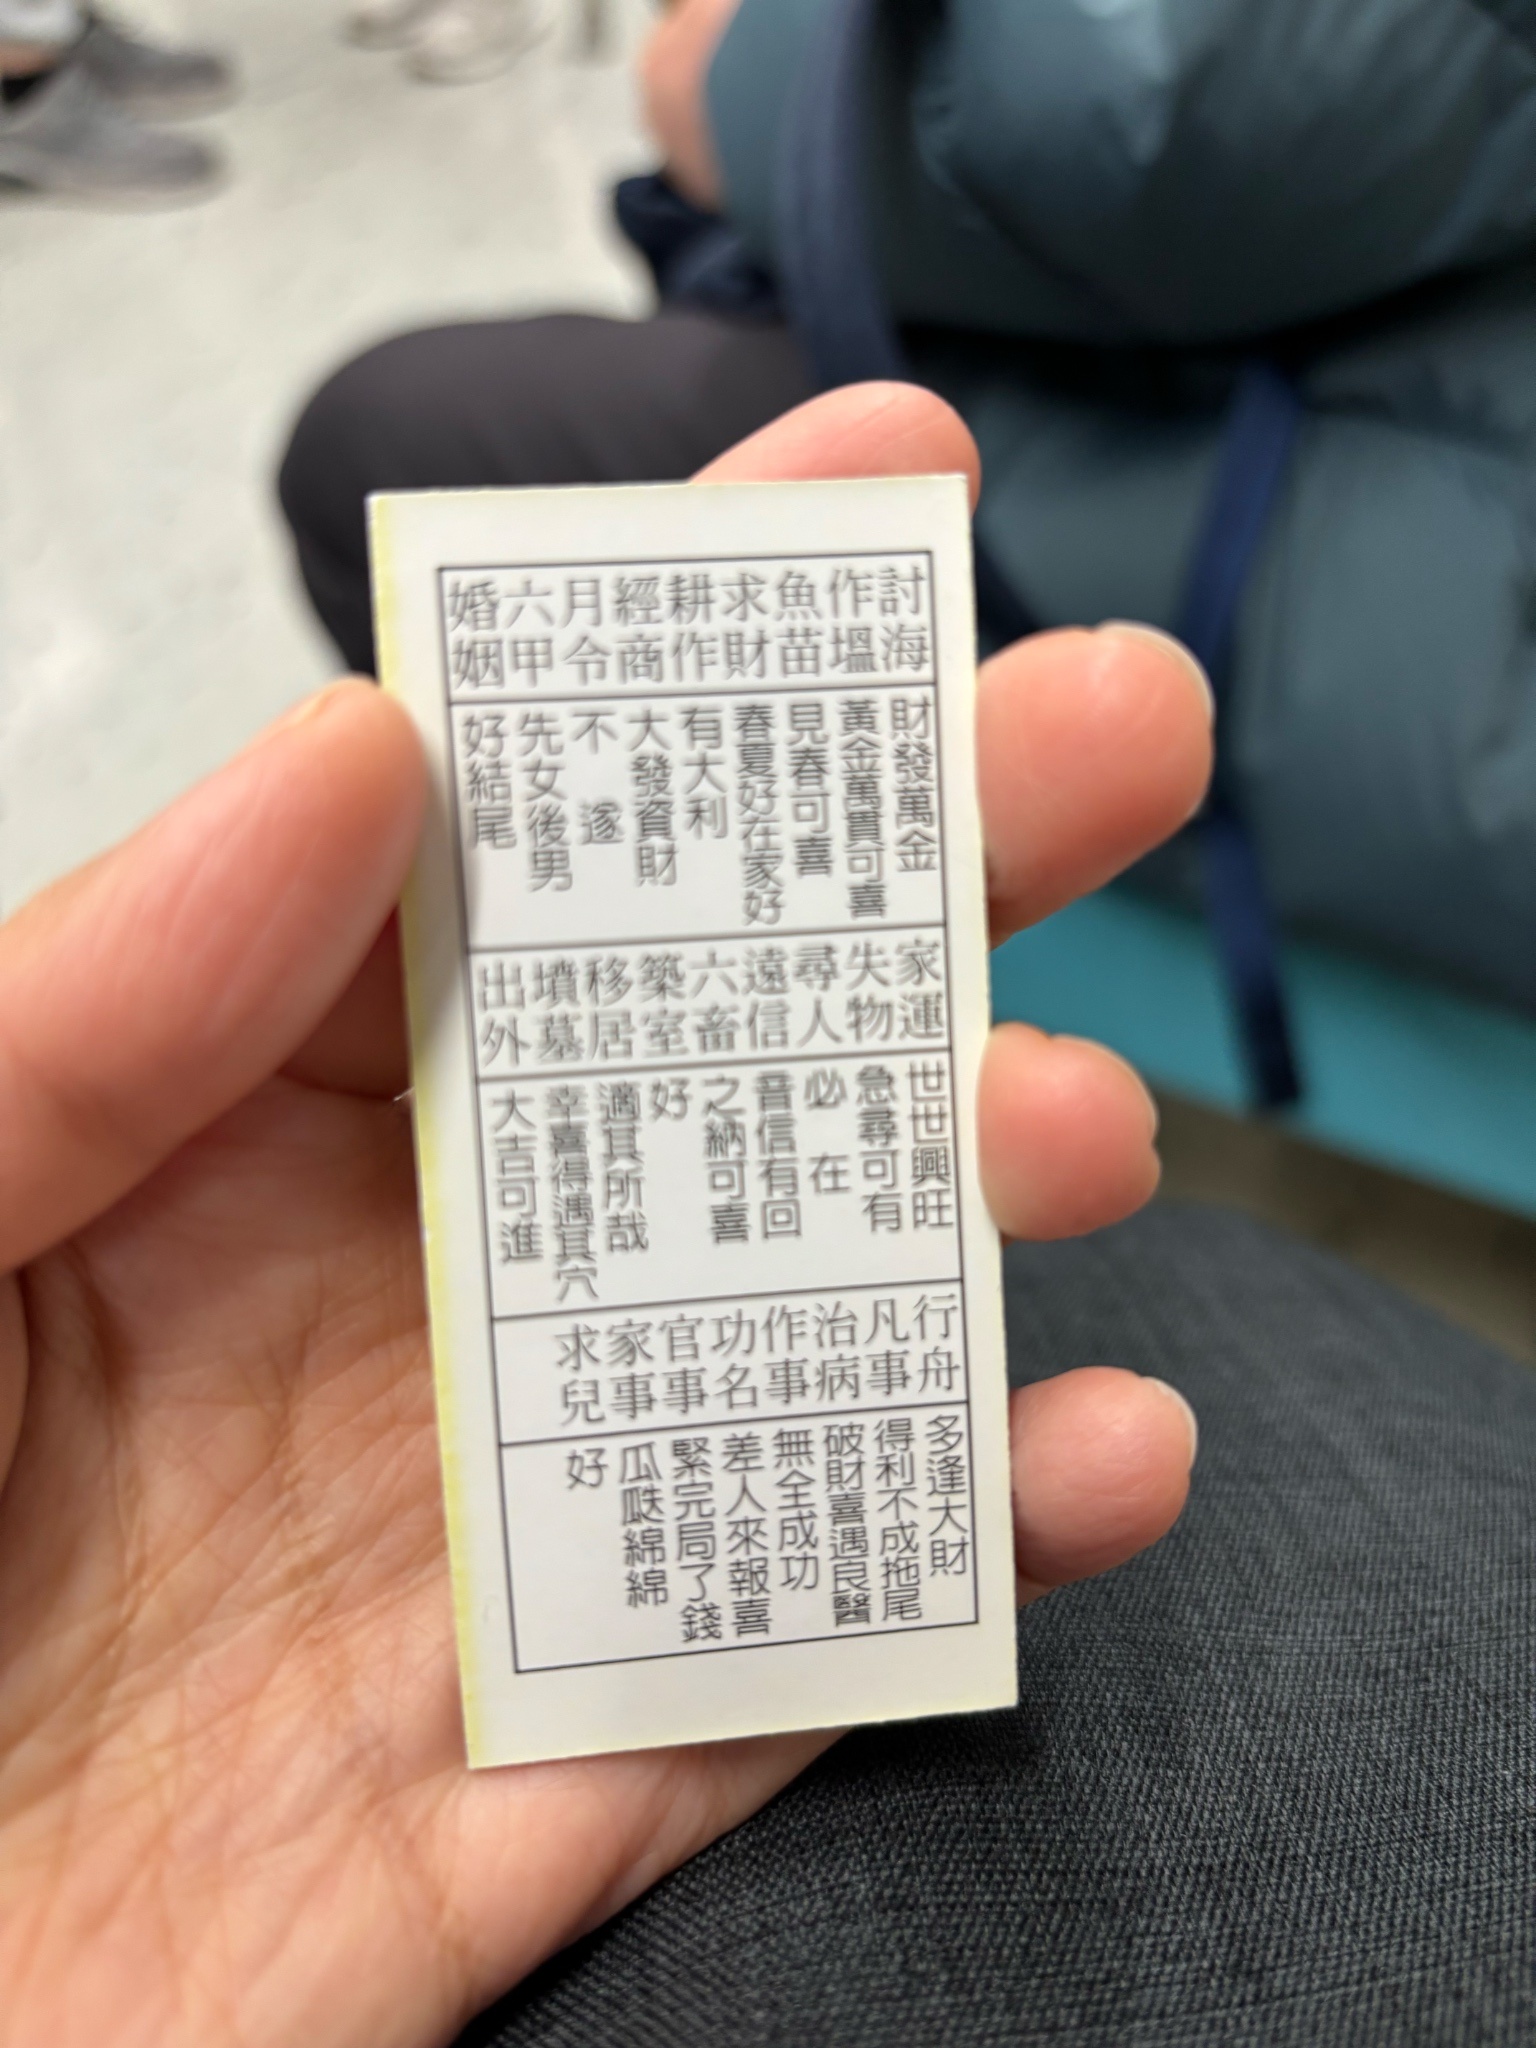 討海 財發萬金
作塭 黃金萬貫可喜
魚苗 見春可喜
求財 春夏好在家好
耕作 有大利
經商 大發資財
月令 不遂
六甲 先女後男
婚姻 好結尾
家運 世世興旺
失物 急尋可有
尋人 必在
遠信 音信有回
六畜 之納可喜
築室 好
移居 適其所哉
墳墓 幸喜得遇其穴
出外 大吉可進
行舟 多逢大財
凡事 得利不成拖尾
治病 破財喜遇良醫
作事 無全成功
功名 差人來報喜
官事 緊完局了錢
家事 瓜瓞綿綿
求兒 好